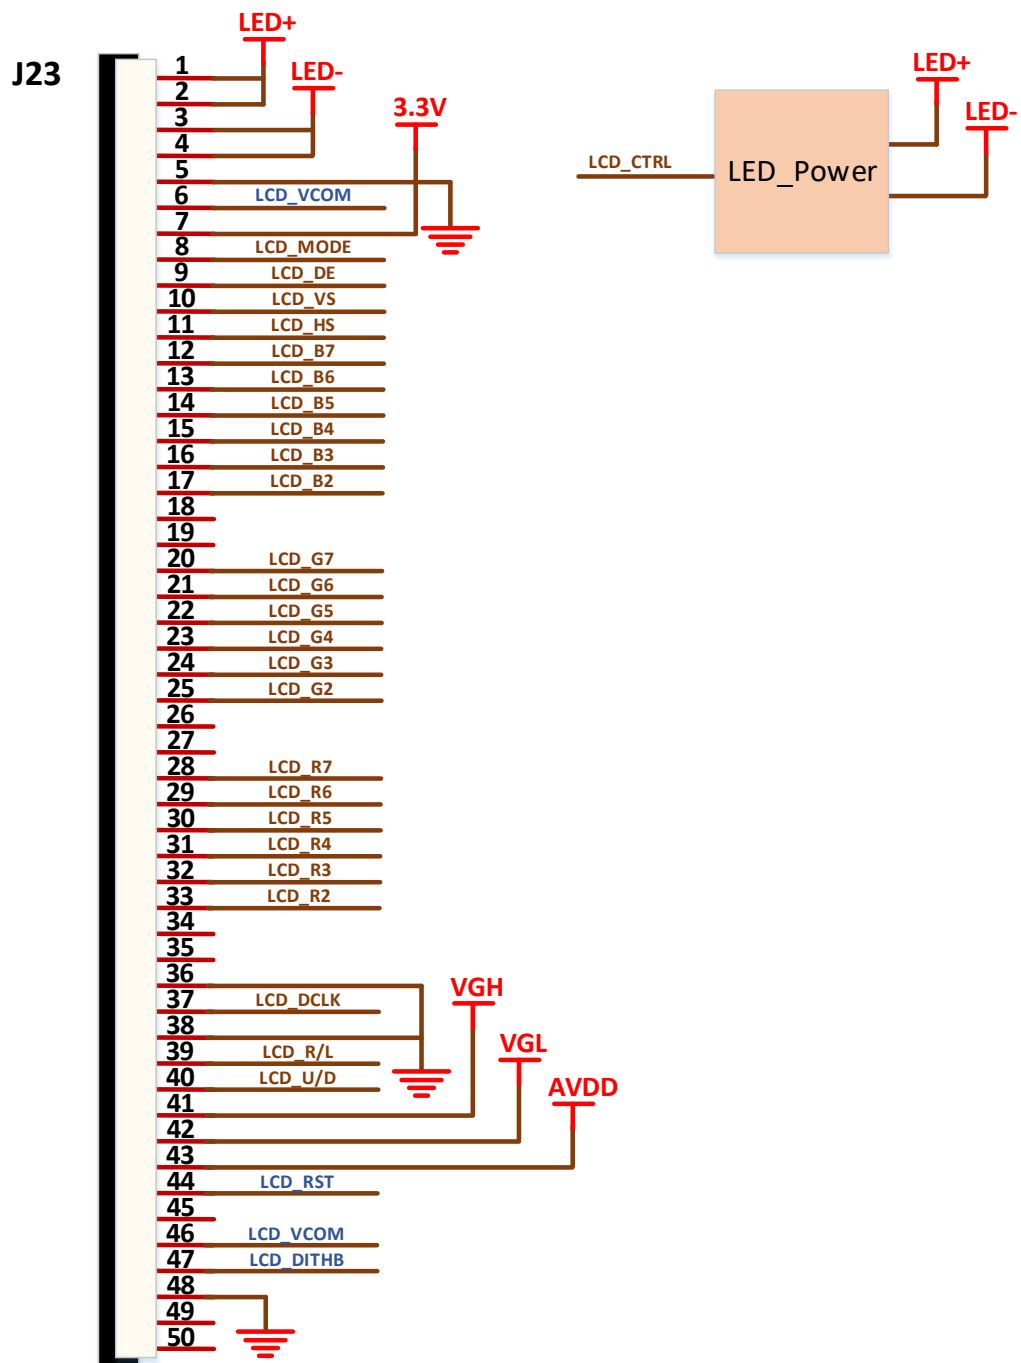 LED+
J23
1
2
LED-
3
3.3V
4
5
6 LCD_VCOM
7
8 LCD_MODE
9 LCD_DE
10 LCD_VS
11 LCD_HS
12 LCD_B7
13 LCD_B6
14 LCD_B5
15 LCD_B4
16 LCD_B3
17 LCD_B2
18
19
20 LCD_G7
21 LCD_G6
22 LCD_G5
23 LCD_G4
24 LCD_G3
25 LCD_G2
26
27
28 LCD_R7
29 LCD_R6
30 LCD_R5
31 LCD_R4
32 LCD_R3
33 LCD_R2
34
35
36
VGH
37 LCD_DCLK
38
VGL
39 LCD_R/L
40 LCD_U/D
AVDD
41
42
43
44 LCD_RST
45
46 LCD_VCOM
47 LCD_DITHB
48
49
50
LED+
LED-
LCD_CTRL
LED_Power